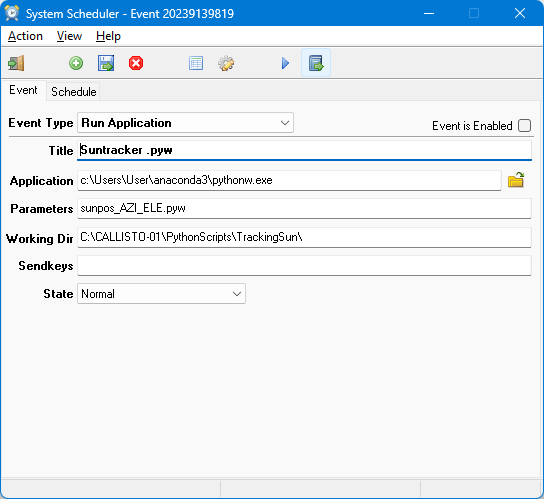 System Scheduler - Event 20239139819
Action View Help
Event Schedule
Event Type Run Application Event is Enabled
Title Suntracker .pyw
Application c:\Users\User\anaconda3\pythonw.exe
Parameters sunpos_AZI_ELE.pyw
Working Dir C:\CALLISTO-01\PythonScripts\TrackingSun\
Sendkeys
State Normal